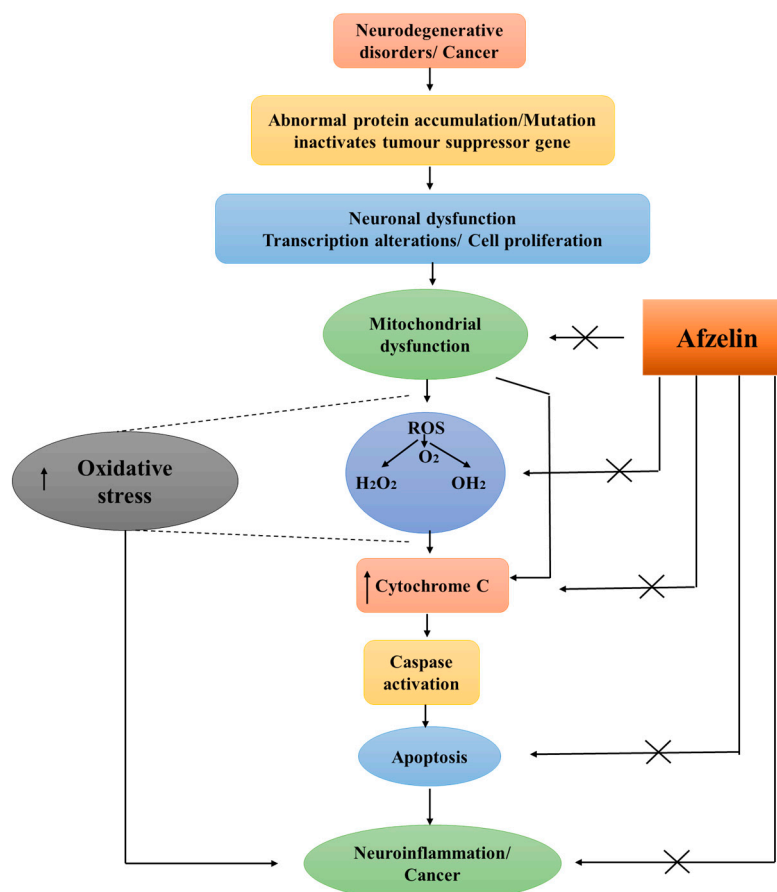 Neurodegenerative
disorders/ Cancer
Abnormal protein accumulation/Mutation
inactivates tumour suppressor gene
Neuronal dysfunction
Transcription alterations/ Cell proliferation
Mitochondrial
dysfunction
Afzelin
ROS
O₂
H₂O₂ OH₂
Oxidative
stress
Cytochrome C
Caspase
activation
Apoptosis
Neuroinflammation/
Cancer